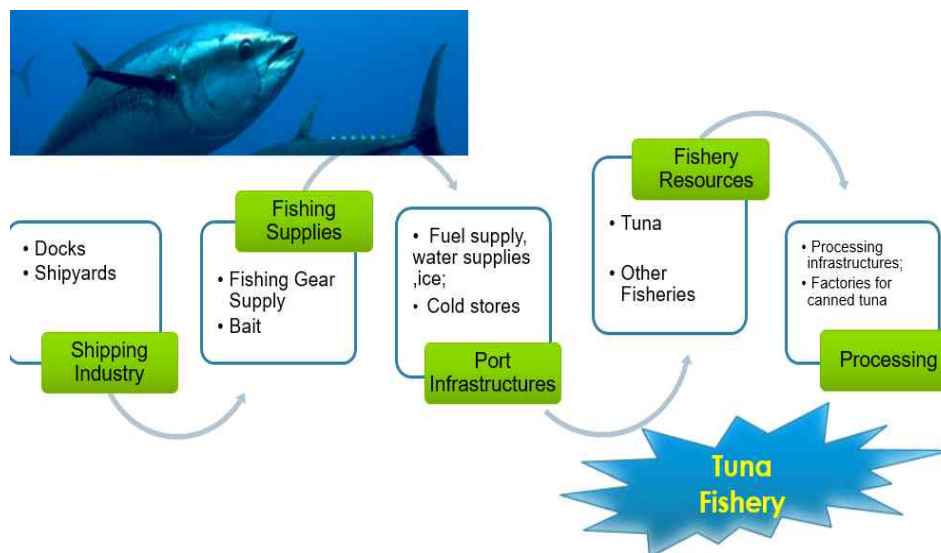 • Docks
• Shipyards
Shipping
Industry
Fishing
Supplies
• Fishing Gear
Supply
• Bait
• Fuel supply,
water supplies
,ice;
• Cold stores
Port
Infrastructures
Fishery
Resources
• Tuna
• Other
Fisheries
• Processing
infrastructures;
• Factories for
canned tuna
Processing
Tuna
Fishery